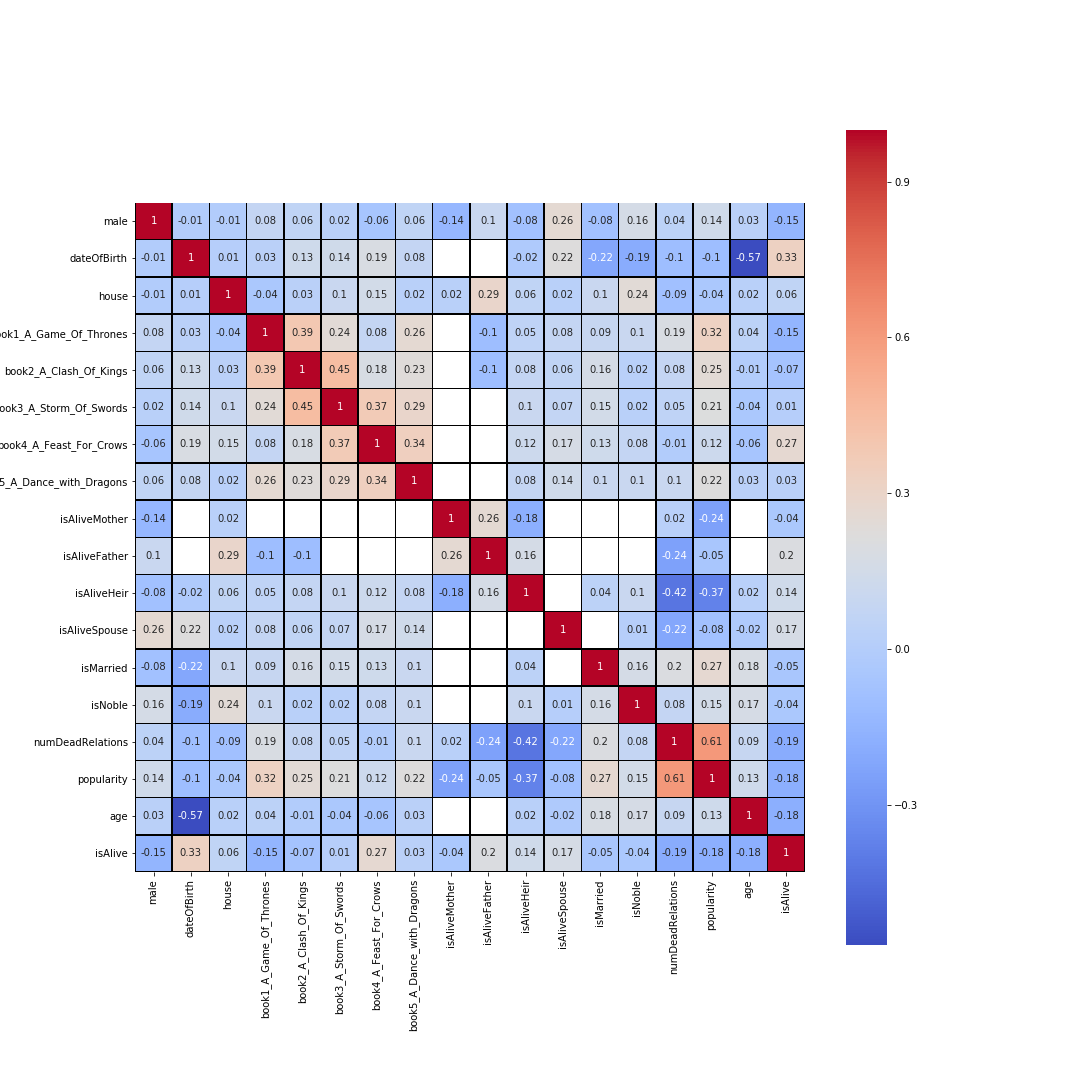 male 1 -0.01 -0.01 0.08 0.06 0.02 -0.06 0.06 -0.14 0.1 -0.08 0.26 -0.08 0.16 0.04 0.14 0.03 -0.15
dateOfBirth -0.01 1 0.01 0.03 0.13 0.14 0.19 0.08 -0.02 0.22 -0.22 -0.19 -0.1 -0.1 -0.57 0.33
house -0.01 0.01 1 -0.04 0.03 0.1 0.15 0.02 0.02 0.29 0.06 0.02 0.1 0.24 -0.09 -0.04 0.02 0.06
ook1_A_Game_Of_Thrones 0.08 0.03 -0.04 1 0.39 0.24 0.08 0.26 -0.1 0.05 0.08 0.09 0.1 0.19 0.32 0.04 -0.15
book2_A_Clash_Of_Kings 0.06 0.13 0.03 0.39 1 0.45 0.18 0.23 -0.1 0.08 0.06 0.16 0.02 0.08 0.25 -0.01 -0.07
ook3_A_Storm_Of_Swords 0.02 0.14 0.1 0.24 0.45 1 0.37 0.29 0.1 0.07 0.15 0.02 0.05 0.21 -0.04 0.01
ook4_A_Feast_For_Crows -0.06 0.19 0.15 0.08 0.18 0.37 1 0.34 0.12 0.17 0.13 0.08 -0.01 0.12 -0.06 0.27
5_A_Dance_with_Dragons 0.06 0.08 0.02 0.26 0.23 0.29 0.34 1 0.08 0.14 0.1 0.1 0.1 0.22 0.03 0.03
isAliveMother -0.14 0.02 1 0.26 -0.18 0.02 -0.24 -0.04
isAliveFather 0.1 0.29 -0.1 -0.1 0.26 1 0.16 -0.24 -0.05 0.2
isAliveHeir -0.08 -0.02 0.06 0.05 0.08 0.1 0.12 0.08 -0.18 0.16 1 0.04 0.1 -0.42 -0.37 0.02 0.14
isAliveSpouse 0.26 0.22 0.02 0.08 0.06 0.07 0.17 0.14 1 0.01 -0.22 -0.08 -0.02 0.17
isMarried -0.08 -0.22 0.1 0.09 0.16 0.15 0.13 0.1 0.04 1 0.16 0.2 0.27 0.18 -0.05
isNoble 0.16 -0.19 0.24 0.1 0.02 0.02 0.08 0.1 0.1 0.01 0.16 1 0.08 0.15 0.17 -0.04
numDeadRelations 0.04 -0.1 -0.09 0.19 0.08 0.05 -0.01 0.1 0.02 -0.24 -0.42 -0.22 0.2 0.08 1 0.61 0.09 -0.19
popularity 0.14 -0.1 -0.04 0.32 0.25 0.21 0.12 0.22 -0.24 -0.05 -0.37 -0.08 0.27 0.15 0.61 1 0.13 -0.18
age 0.03 -0.57 0.02 0.04 -0.01 -0.04 -0.06 0.03 0.02 -0.02 0.18 0.17 0.09 0.13 1 -0.18
isAlive -0.15 0.33 0.06 -0.15 -0.07 0.01 0.27 0.03 -0.04 0.2 0.14 0.17 -0.05 -0.04 -0.19 -0.18 -0.18 1
male
dateOfBirth
house
book1_A_Game_Of_Thrones
book2_A_Clash_Of_Kings
book3_A_Storm_Of_Swords
book4_A_Feast_For_Crows
book5_A_Dance_with_Dragons
isAliveMother
isAliveFather
isAliveHeir
isAliveSpouse
isMarried
isNoble
numDeadRelations
popularity
age
isAlive
0.9
0.6
0.3
0.0
−0.3